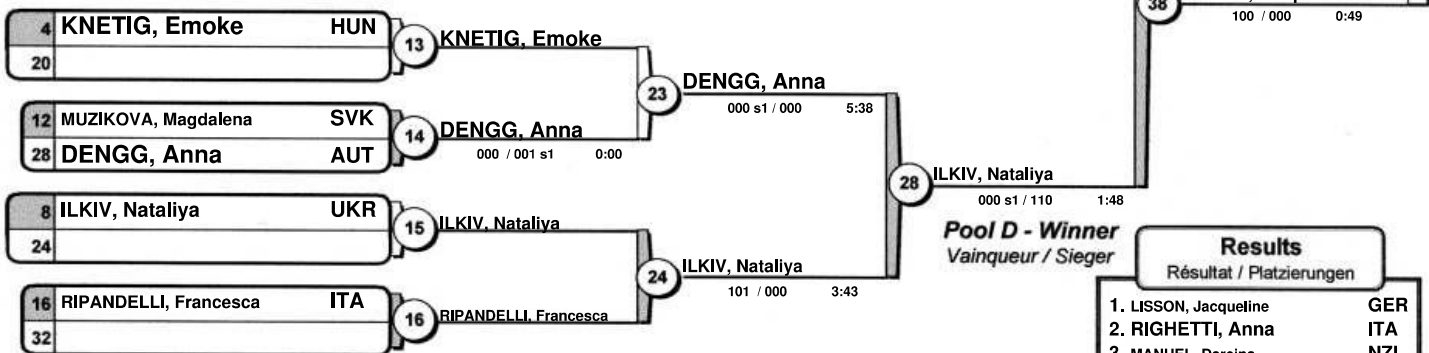 38
100 / 000 0:49
4 KNETIG, Emoke HUN
20
13 KNETIG, Emoke
12 MUZIKOVA, Magdalena SVK
28 DENGG, Anna AUT
14 DENGG, Anna
000 / 001 s1 0:00
23 DENGG, Anna
000 s1 / 000 5:38
8 ILKIV, Nataliya UKR
24
15 ILKIV, Nataliya
16 RIPANDELLI, Francesca ITA
32
16 RIPANDELLI, Francesca
24 ILKIV, Nataliya
101 / 000 3:43
28 ILKIV, Nataliya
000 s1 / 110 1:48
Pool D - Winner
Vainqueur / Sieger
Results
Résultat / Platzierungen
1. LISSON, Jacqueline GER
2. RIGHETTI, Anna ITA